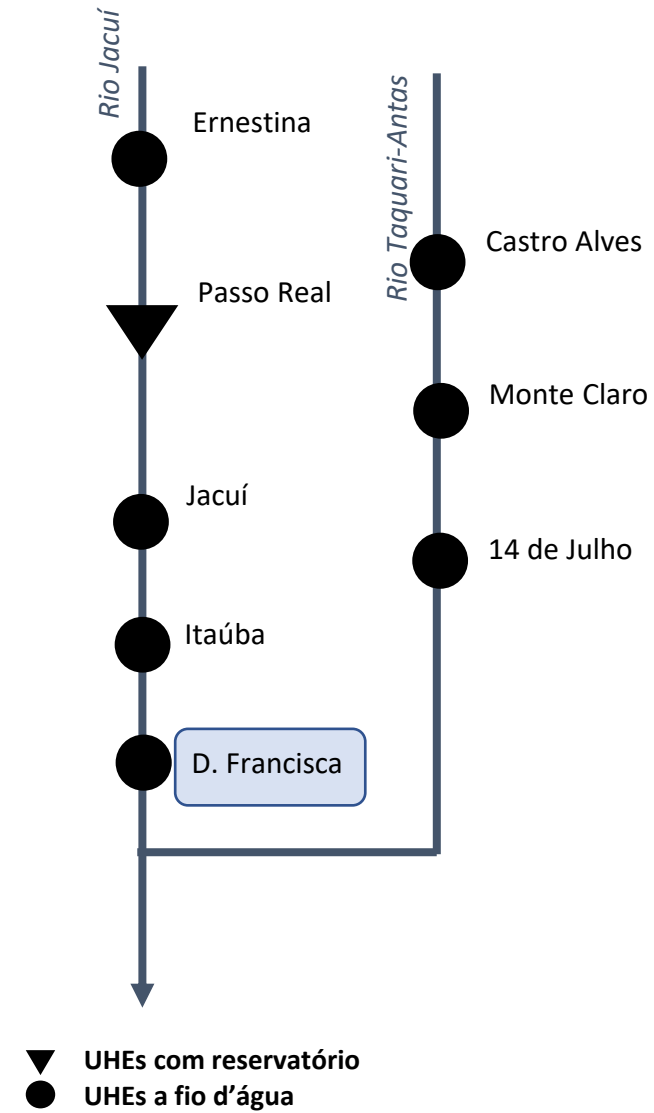 Rio Jacuí
Ernestina
Passo Real
Jacuí
Itaúba
D. Francisca
Rio Taquari-Antas
Castro Alves
Monte Claro
14 de Julho
UHEs com reservatório
UHEs a fio d’água